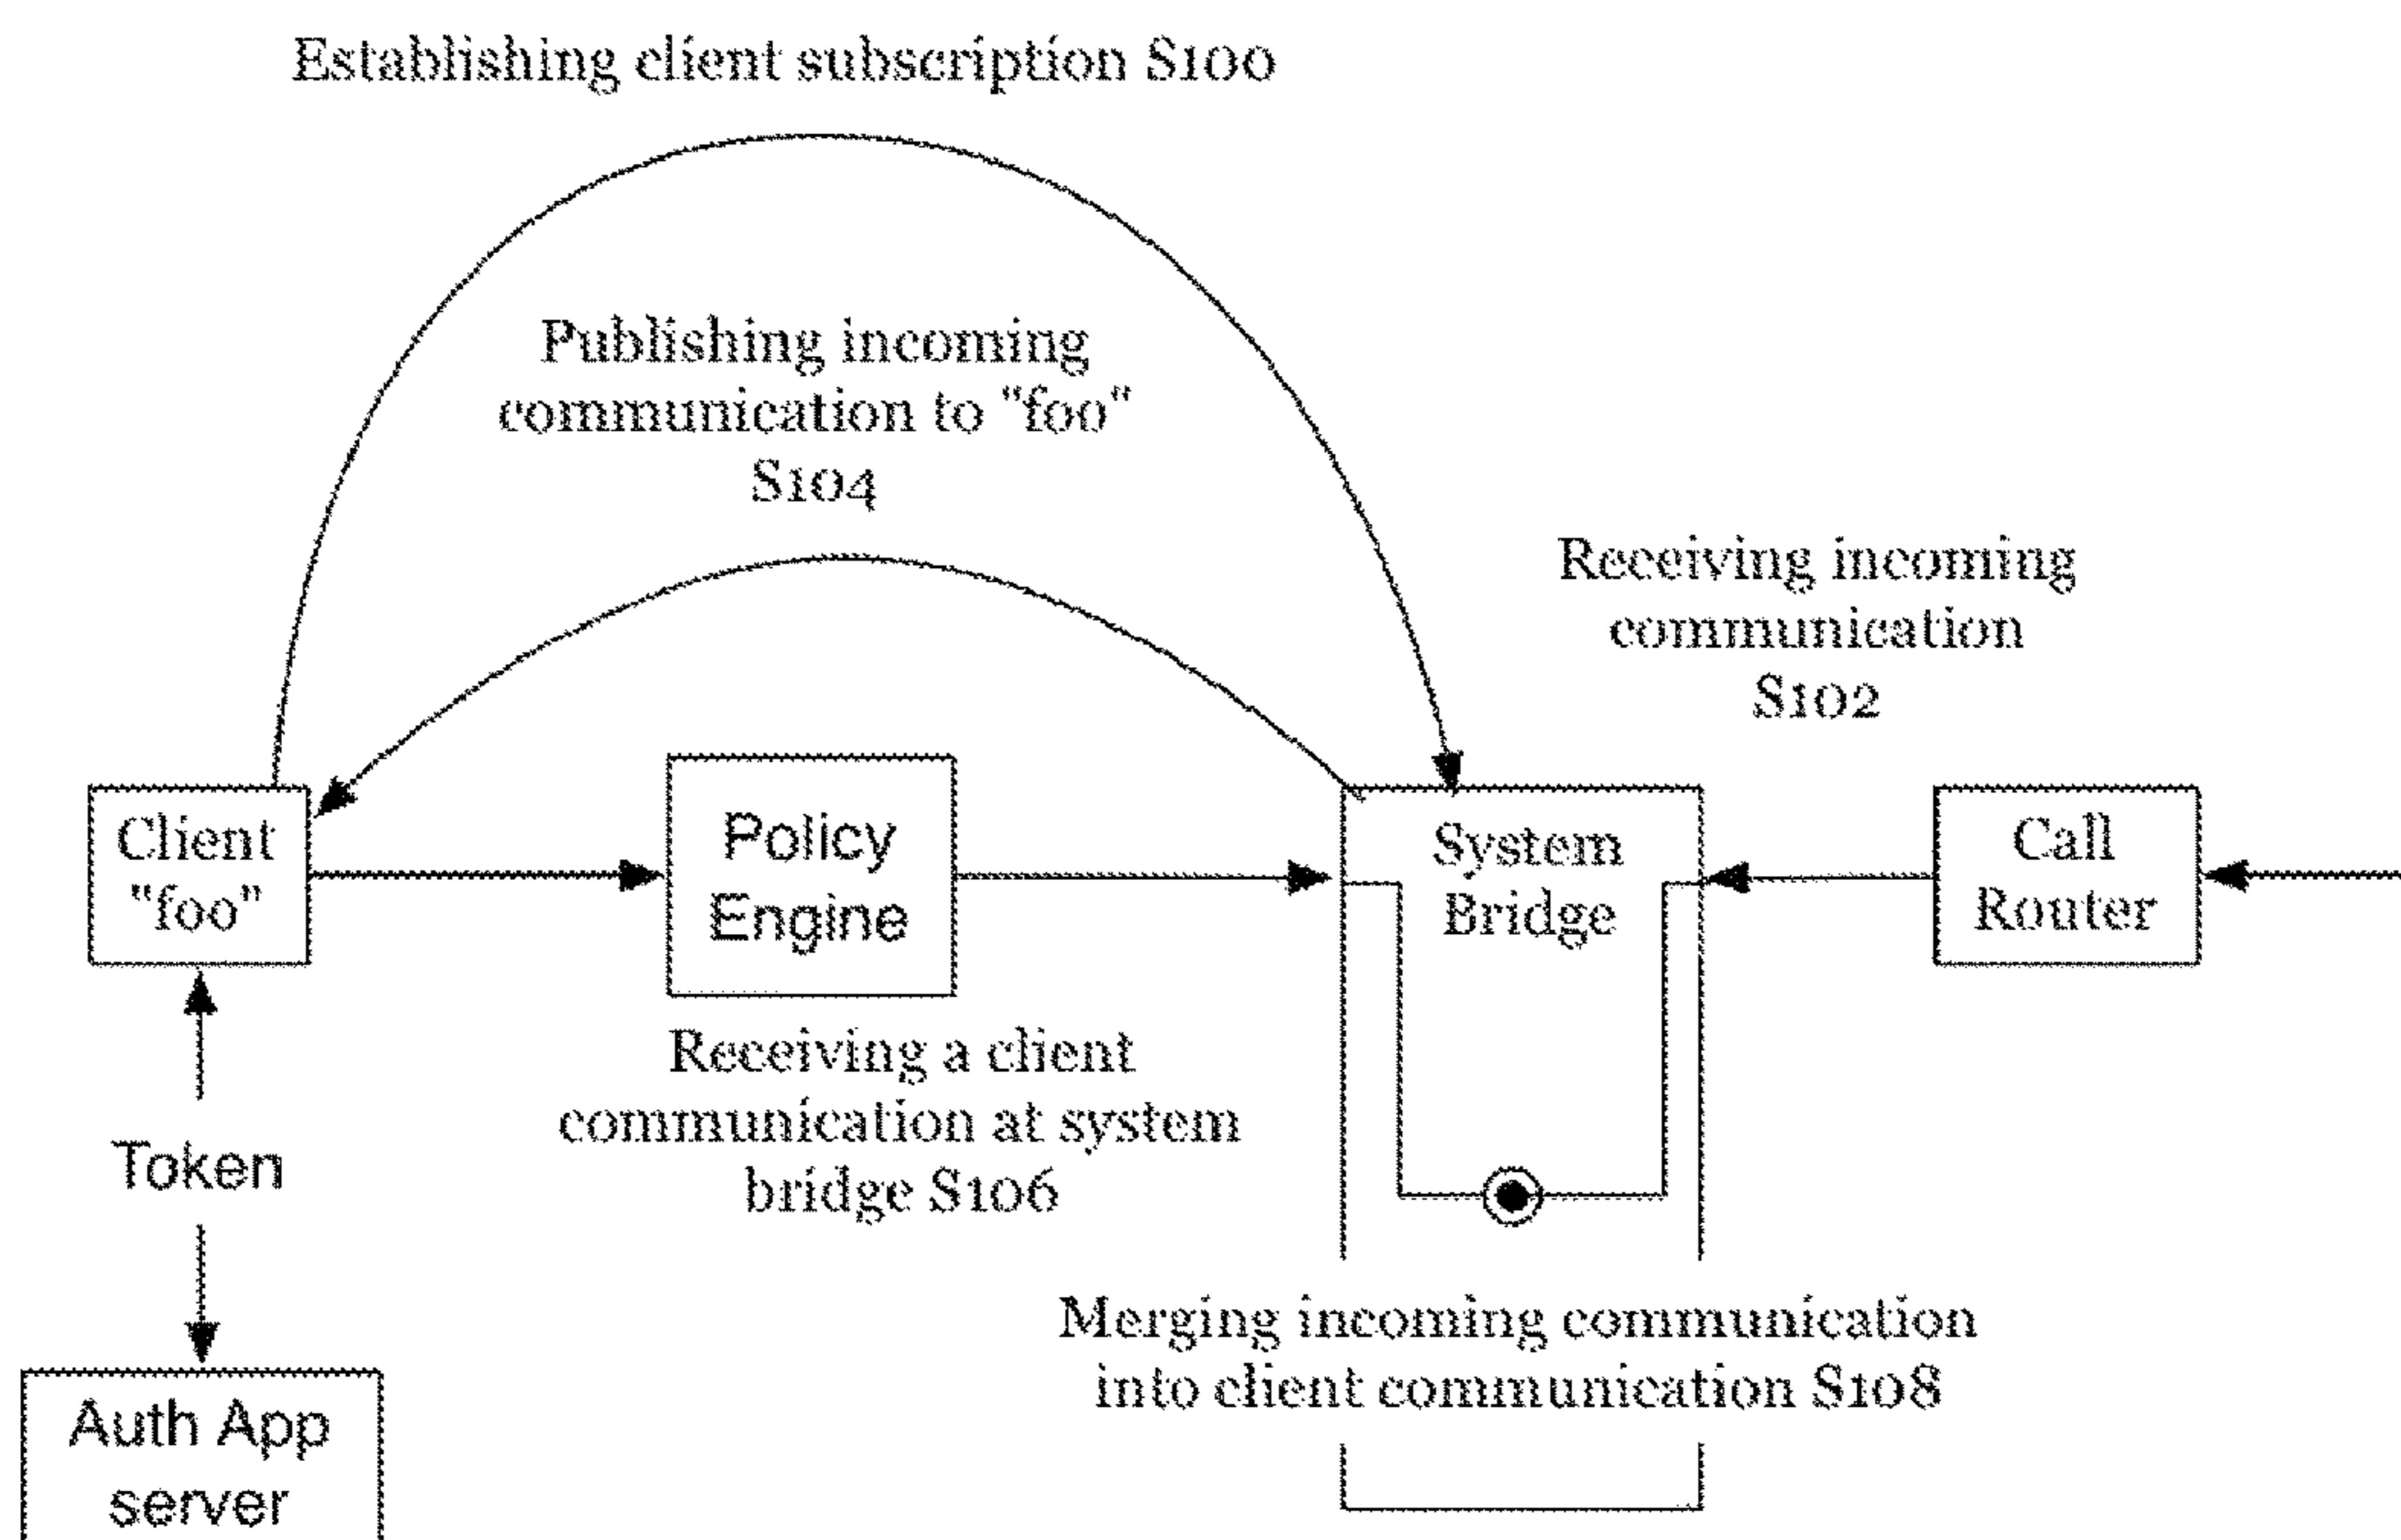 Establishing client subscription S100
Publishing incoming
communication to "foo"
S104
Receiving incoming
communication
S102
Client
"foo"
Policy
Engine
System
Bridge
Call
Router
Receiving a client
communication at system
bridge S106
Token
Merging incoming communication
into client communication S108
Auth App
server